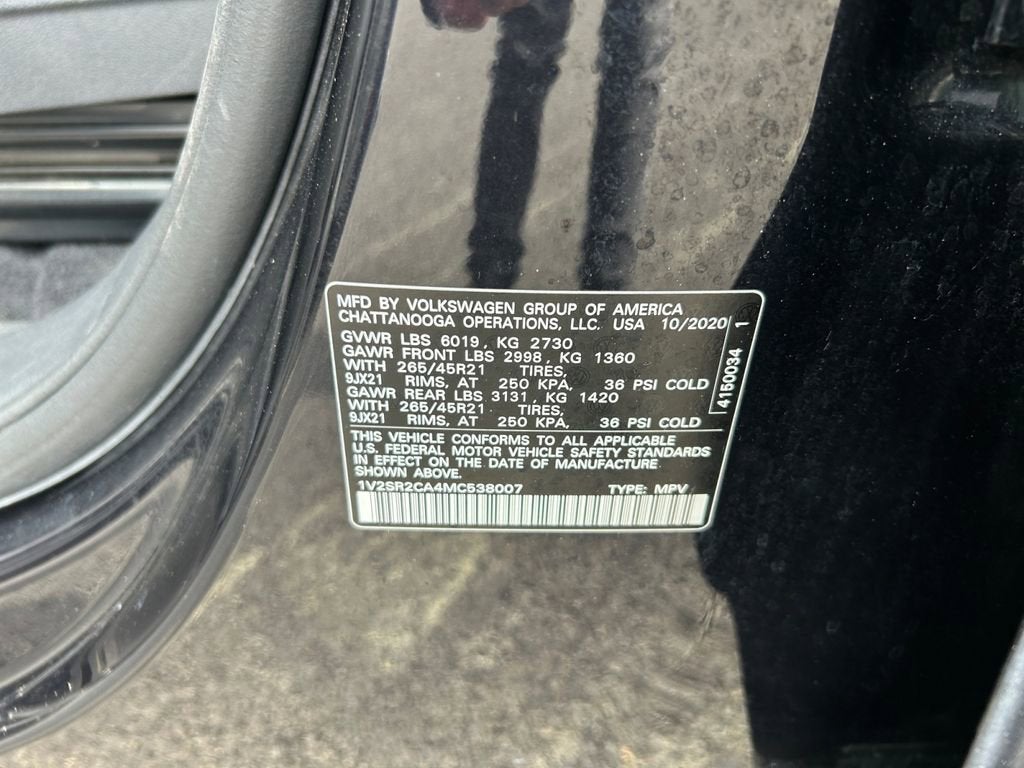 MFD BY VOLKSWAGEN GROUP OF AMERICA
CHATTANOOGA OPERATIONS, LLC. USA 10/2020
GVWR LBS 6019, KG 2730
GAWR FRONT LBS 2998, KG 1360
WITH 265/45R21 TIRES,
9JX21 RIMS, AT 250 KPA, 36 PSI COLD
GAWR REAR LBS 3131, KG 1420
WITH 265/45R21 TIRES,
9JX21 RIMS, AT 250 KPA, 36 PSI COLD
4150034 1
THIS VEHICLE CONFORMS TO ALL APPLICABLE
U.S. FEDERAL MOTOR VEHICLE SAFETY STANDARDS
IN EFFECT ON THE DATE OF MANUFACTURE
SHOWN ABOVE.
1V2SR2CA4MC538007 TYPE: MPV